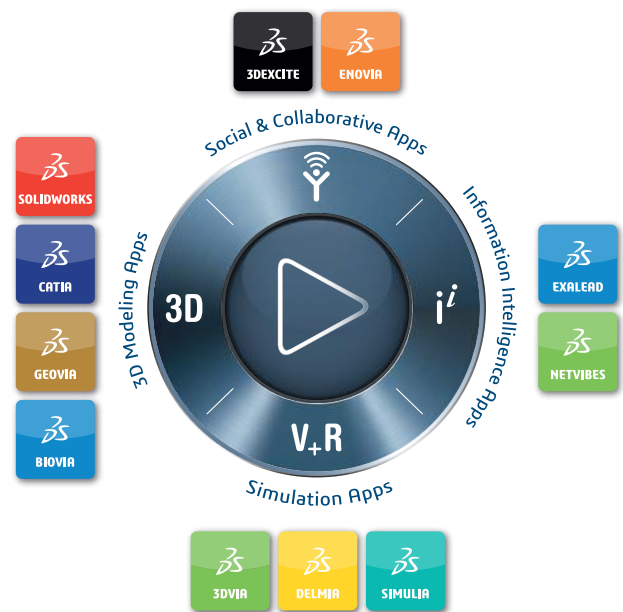 3DEXCITE
ENOVIA
Social & Collaborative Apps
SOLIDWORKS
CATIA
GEOVIA
BIOVIA
3D Modeling Apps
3D
iⁱ
V+R
Information Intelligence Apps
EXALEAD
NETVIBES
Simulation Apps
3DVIA
DELMIA
SIMULIA